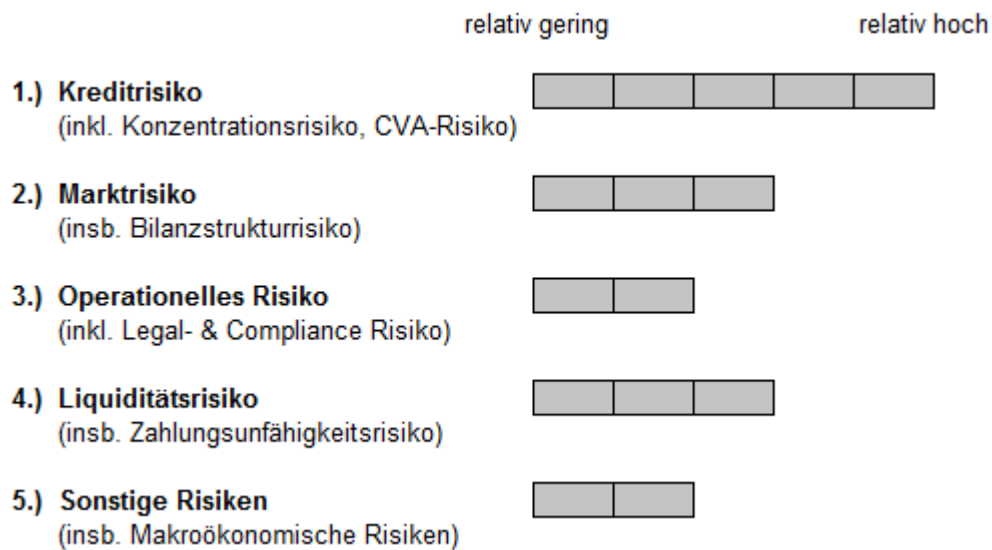 relativ gering relativ hoch
1.) Kreditrisiko
(inkl. Konzentrationsrisiko, CVA-Risiko)
2.) Marktrisiko
(insb. Bilanzstrukturrisiko)
3.) Operationelles Risiko
(inkl. Legal- & Compliance Risiko)
4.) Liquiditätsrisiko
(insb. Zahlungsunfähigkeitsrisiko)
5.) Sonstige Risiken
(insb. Makroökonomische Risiken)